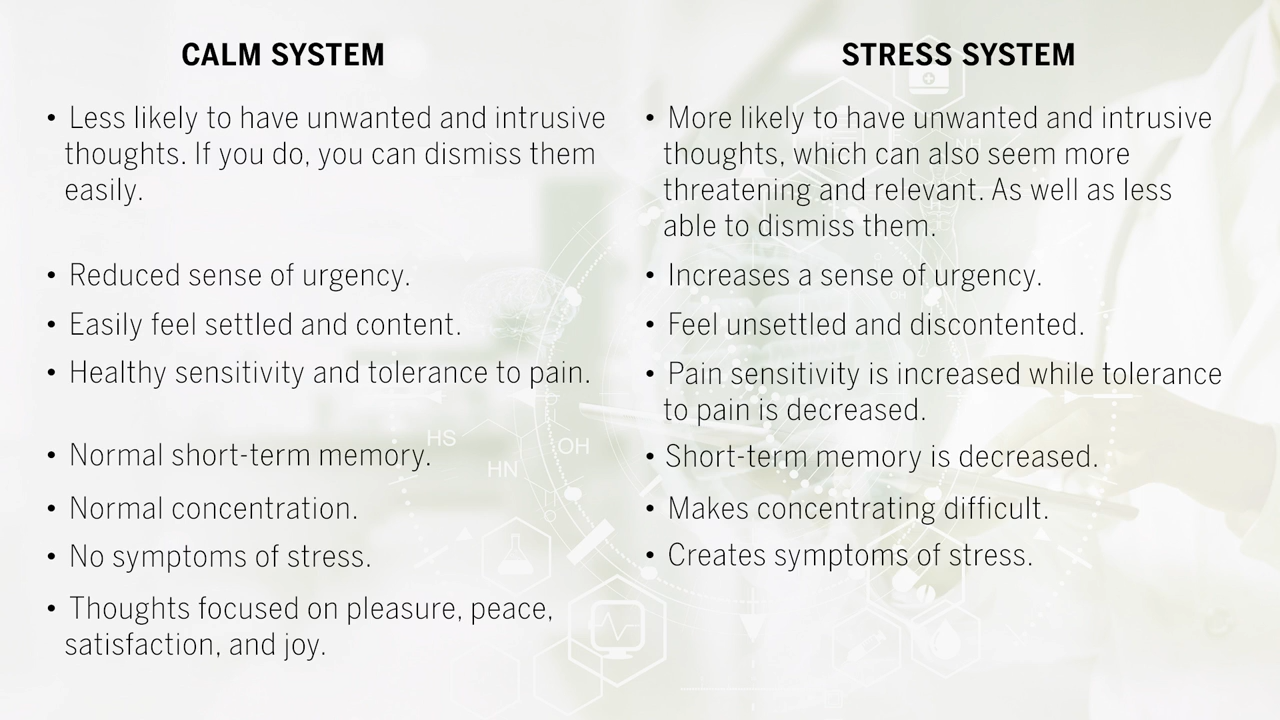 CALM SYSTEM
• Less likely to have unwanted and intrusive
thoughts. If you do, you can dismiss them
easily.
• Reduced sense of urgency.
• Easily feel settled and content.
• Healthy sensitivity and tolerance to pain.
• Normal short-term memory.
• Normal concentration.
• No symptoms of stress.
• Thoughts focused on pleasure, peace,
satisfaction, and joy.
STRESS SYSTEM
• More likely to have unwanted and intrusive
thoughts, which can also seem more
threatening and relevant. As well as less
able to dismiss them.
• Increases a sense of urgency.
• Feel unsettled and discontented.
• Pain sensitivity is increased while tolerance
to pain is decreased.
• Short-term memory is decreased.
• Makes concentrating difficult.
• Creates symptoms of stress.
HS
HN
OH
NH
OH